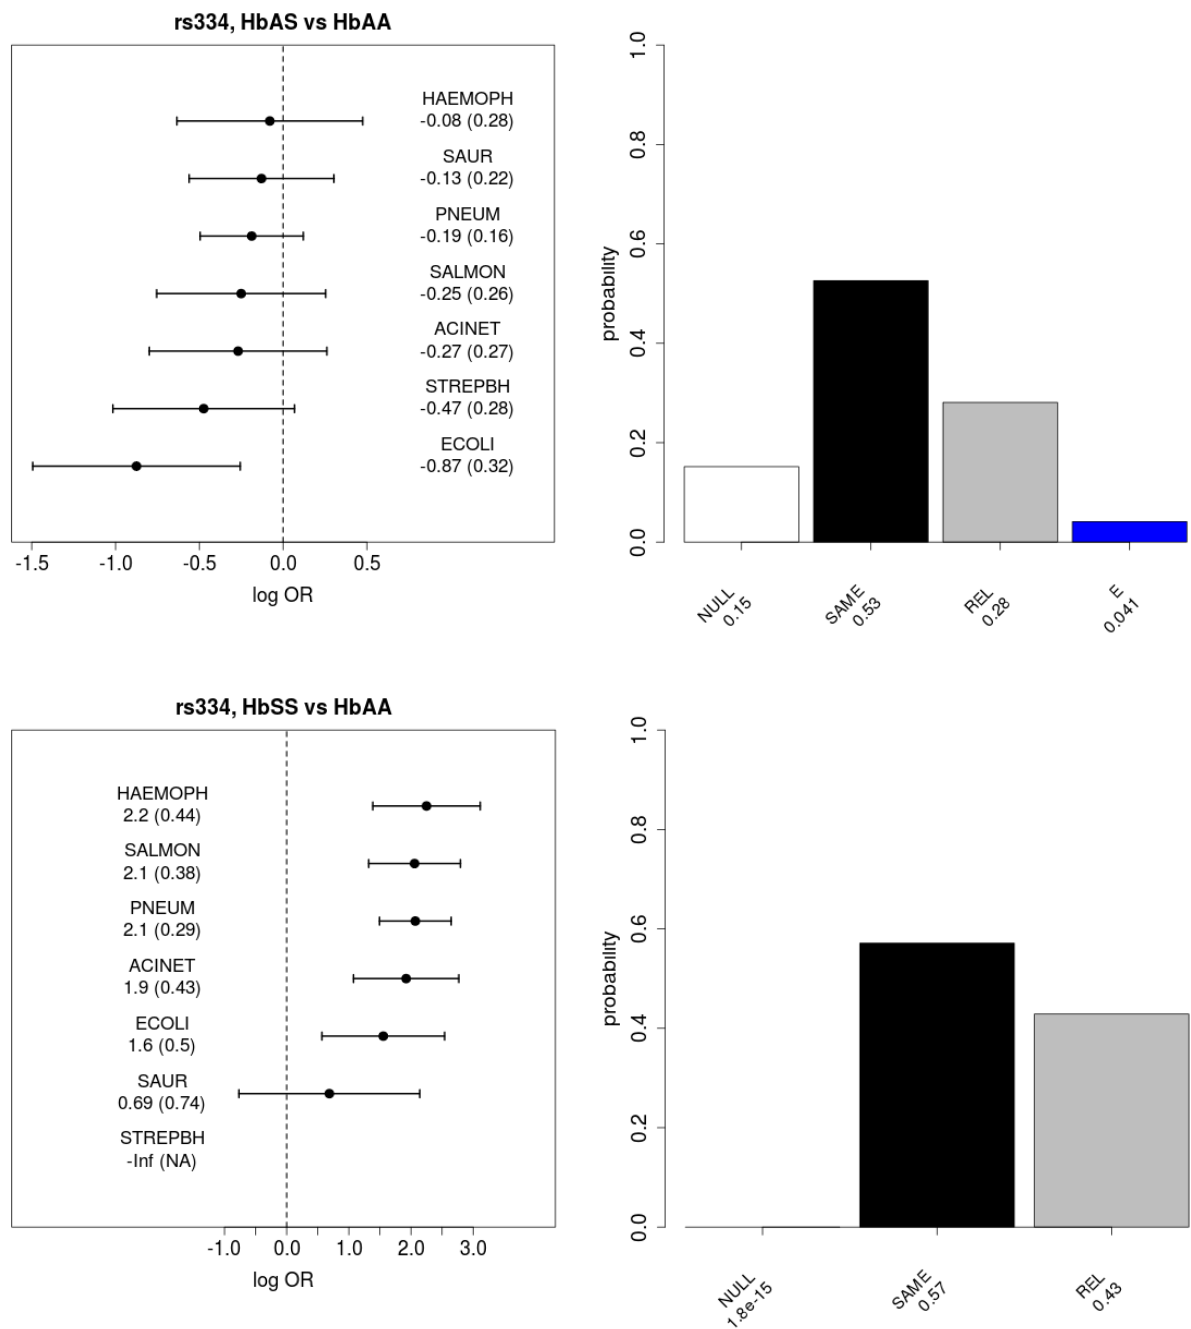 rs334, HbAS vs HbAA
HAEMOPH
-0.08 (0.28)
SAUR
-0.13 (0.22)
PNEUM
-0.19 (0.16)
SALMON
-0.25 (0.26)
ACINET
-0.27 (0.27)
STREPBH
-0.47 (0.28)
ECOLI
-0.87 (0.32)
-1.5 -1.0 -0.5 0.0 0.5
log OR
probability
1.0
0.8
0.6
0.4
0.2
0.0
NULL
0.15
SAME
0.53
REL
0.28
E
0.041
rs334, HbSS vs HbAA
HAEMOPH
2.2 (0.44)
SALMON
2.1 (0.38)
PNEUM
2.1 (0.29)
ACINET
1.9 (0.43)
ECOLI
1.6 (0.5)
SAUR
0.69 (0.74)
STREPBH
-Inf (NA)
-1.0 0.0 1.0 2.0 3.0
log OR
probability
1.0
0.8
0.6
0.4
0.2
0.0
NULL
1.8e-15
SAME
0.57
REL
0.43